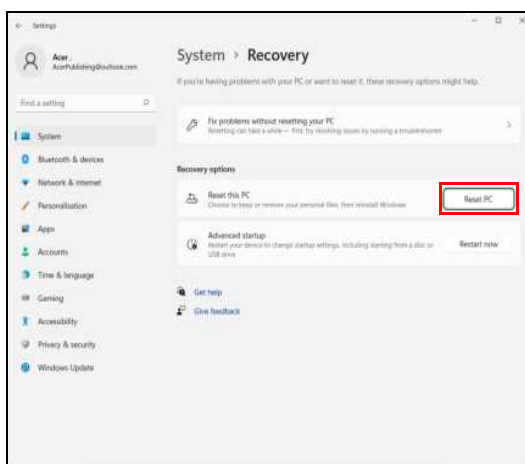 Settings
Acer .
AcerPublishing@outlook.com
Find a setting
System
Bluetooth & devices
Network & internet
Personalisation
Apps
Accounts
Time & language
Gaming
Accessibility
Privacy & security
Windows Update
System > Recovery
If you're having problems with your PC or want to reset it, these recovery options might help.
Fix problems without resetting your PC
Resetting can take a while — first, try resolving issues by running a troubleshooter
Recovery options
Reset this PC
Choose to keep or remove your personal files, then reinstall Windows
Reset PC
Advanced startup
Restart your device to change startup settings, including starting from a disc or
USB drive
Restart now
Get help
Give feedback